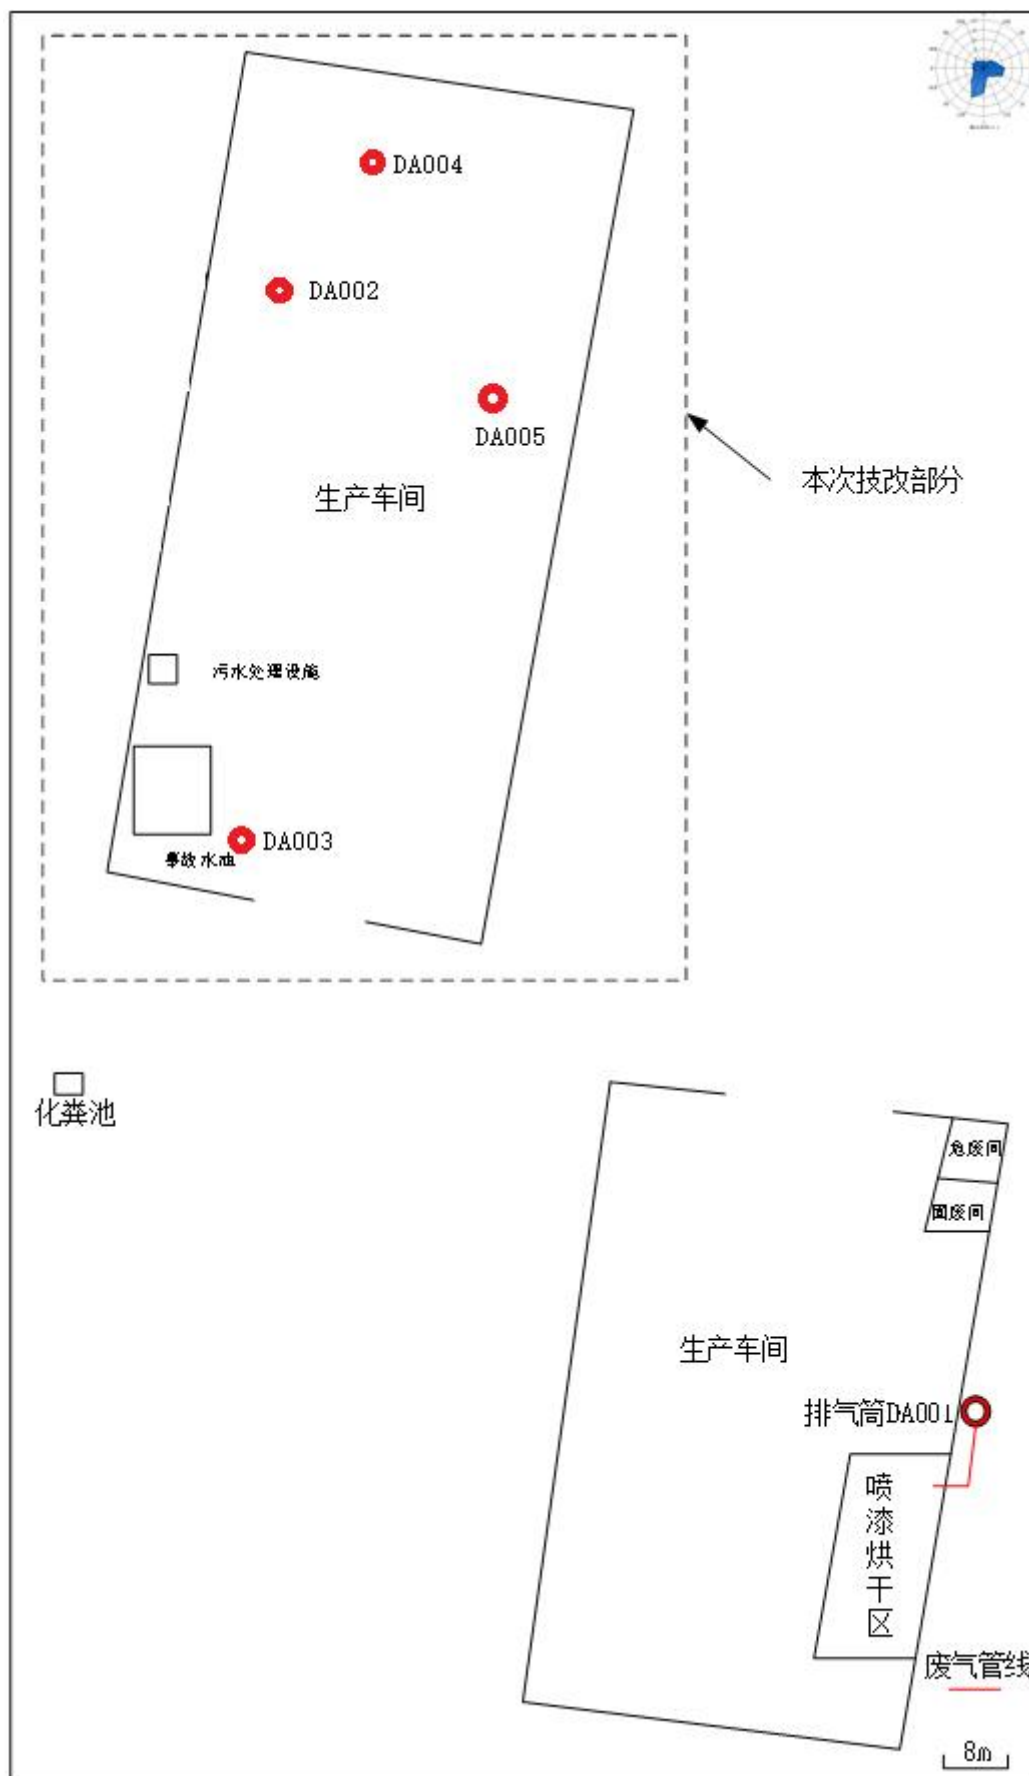 DA004
DA002
DA005
生产车间
本次技改部分
污水处理设施
DA003
事故水池
化粪池
危废间
固废间
生产车间
排气筒DA001
喷漆烘干区
废气管线
8m